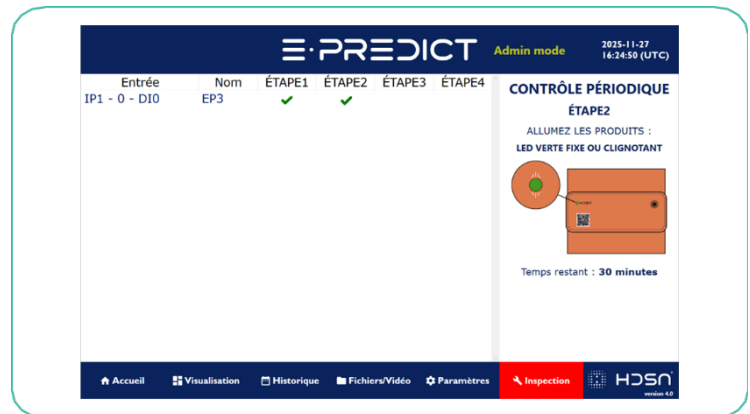 E·PREDICT
Admin mode
2025-11-27
16:24:50 (UTC)
Entrée Nom ÉTAPE1 ÉTAPE2 ÉTAPE3 ÉTAPE4
IP1 - 0 - DI0 EP3
CONTRÔLE PÉRIODIQUE
ÉTAPE2
ALLUMEZ LES PRODUITS :
LED VERTE FIXE OU CLIGNOTANT
Temps restant : 30 minutes
Accueil Visualisation Historique Fichiers/Vidéo Paramètres Inspection HDSN
version 4.0